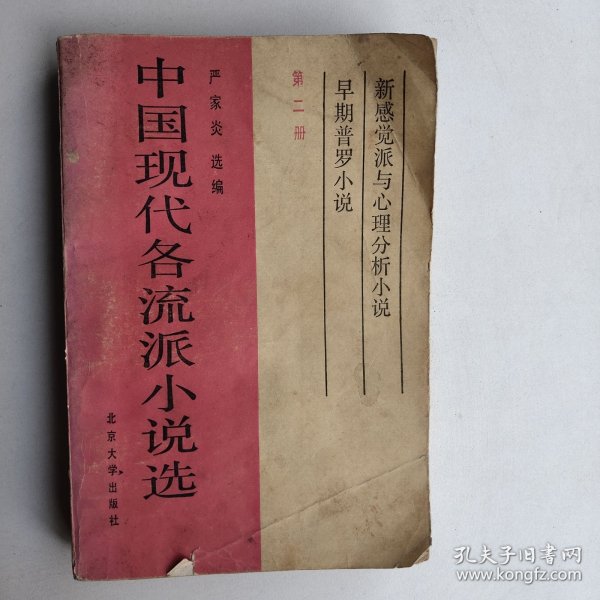 新感觉派与心理分析小说
早期普罗小说
第二册
严家炎 选编
中国现代各流派小说选
北京大学出版社
孔夫子旧书网
www.kongfz.com